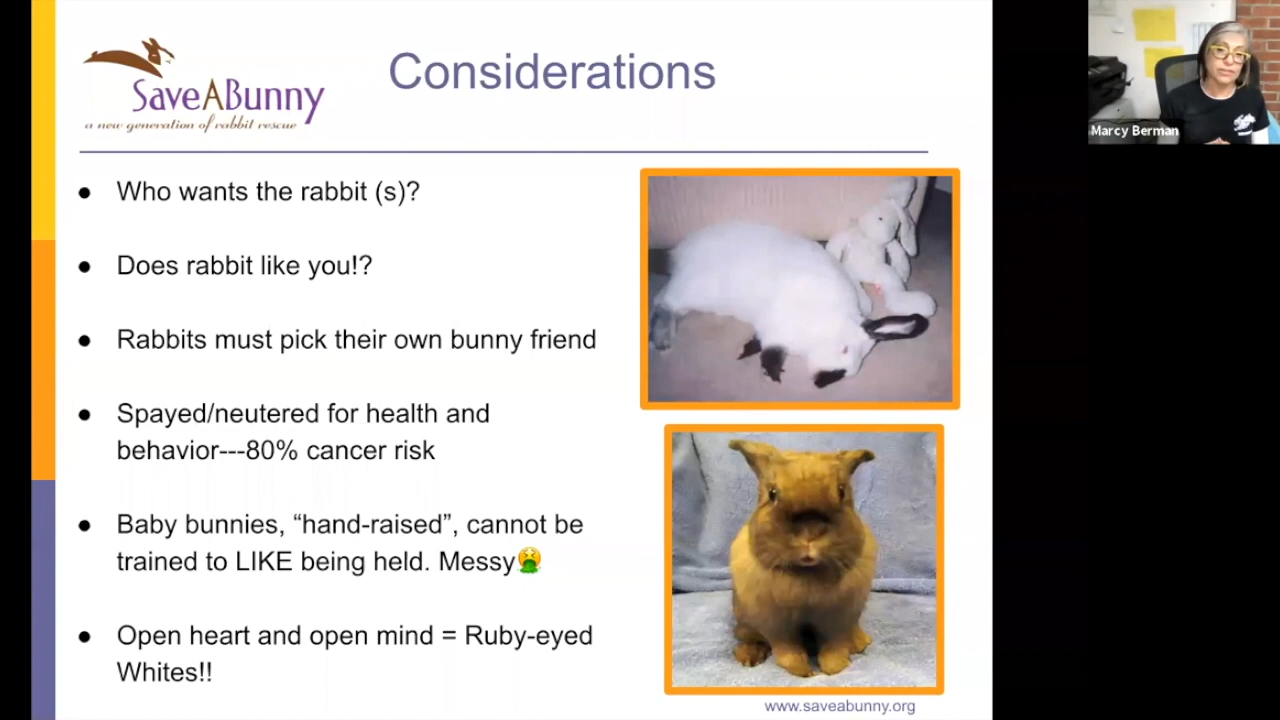 SaveABunny
a new generation of rabbit rescue
Considerations
Marcy Berman
● Who wants the rabbit (s)?
● Does rabbit like you!?
● Rabbits must pick their own bunny friend
● Spayed/neutered for health and
behavior---80% cancer risk
● Baby bunnies, “hand-raised”, cannot be
trained to LIKE being held. Messy🤮
● Open heart and open mind = Ruby-eyed
Whites!!
www.saveabunny.org